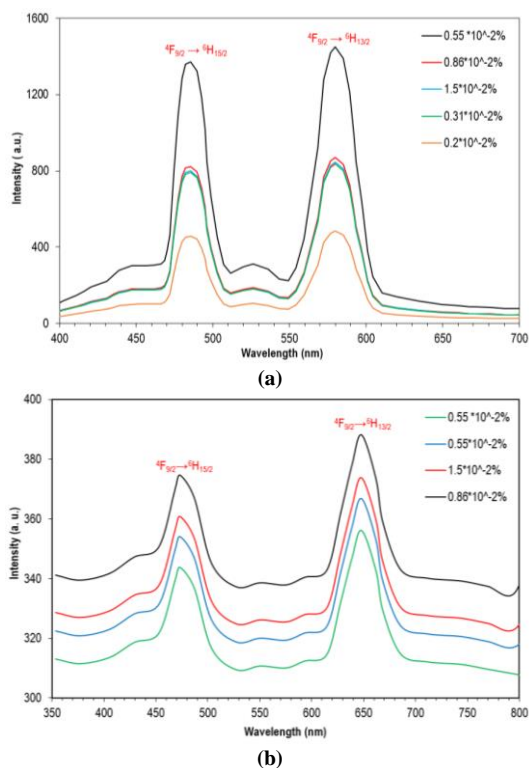 1600
1200
800
400
0
Intensity ( a.u.)
⁴F₉/₂ → ⁶H₁₅/₂
⁴F₉/₂ → ⁶H₁₃/₂
0.55 *10^-2%
0.86*10^-2%
1.5*10^-2%
0.31*10^-2%
0.2*10^-2%
400 450 500 550 600 650 700
Wavelength (nm)
(a)
400
380
360
340
320
300
Intensity (a. u.)
⁴F₉/₂→⁶H₁₅/₂
⁴F₉/₂→⁶H₁₃/₂
0.55 *10^-2%
0.55*10^-2%
1.5*10^-2%
0.86*10^-2%
350 400 450 500 550 600 650 700 750 800
Wavelength (nm)
(b)